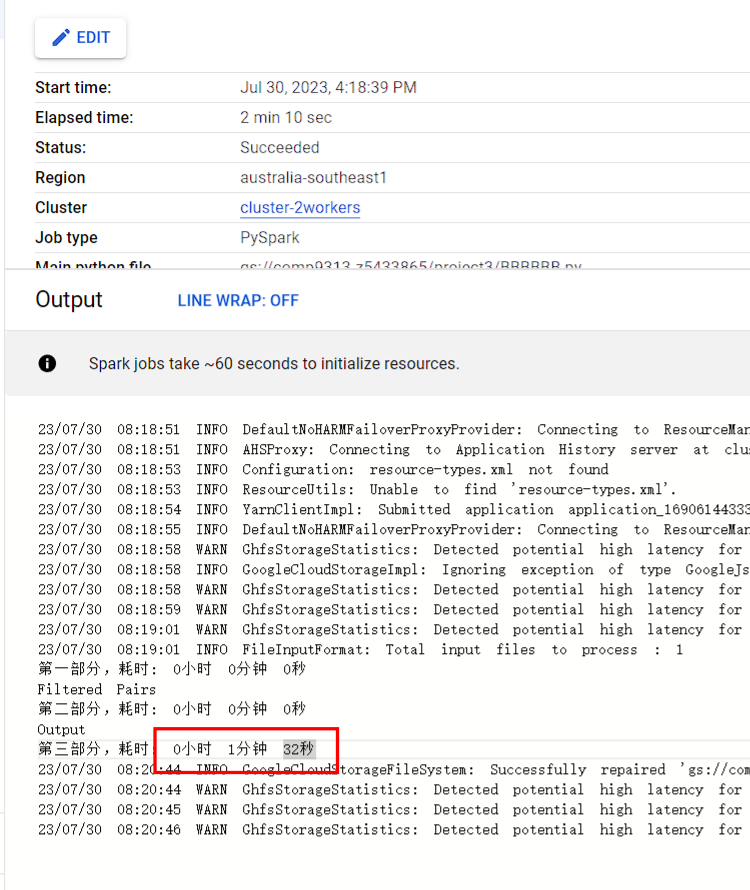 EDIT
Start time: Jul 30, 2023, 4:18:39 PM
Elapsed time: 2 min 10 sec
Status: Succeeded
Region australia-southeast1
Cluster cluster-2workers
Job type PySpark
Main python file gs://comp9313.z5433865/project3/BBBBBB.py
Output LINE WRAP: OFF
Spark jobs take ~60 seconds to initialize resources.
23/07/30 08:18:51 INFO DefaultNoHARMFailoverProxyProvider: Connecting to ResourceMan
23/07/30 08:18:51 INFO AHSProxy: Connecting to Application History server at clus
23/07/30 08:18:53 INFO Configuration: resource-types.xml not found
23/07/30 08:18:53 INFO ResourceUtils: Unable to find 'resource-types.xml'.
23/07/30 08:18:54 INFO YarnClientImpl: Submitted application application_16906144333
23/07/30 08:18:55 INFO DefaultNoHARMFailoverProxyProvider: Connecting to ResourceMan
23/07/30 08:18:58 WARN GhfsStorageStatistics: Detected potential high latency for
23/07/30 08:18:58 INFO GoogleCloudStorageImpl: Ignoring exception of type GoogleJs
23/07/30 08:18:58 WARN GhfsStorageStatistics: Detected potential high latency for
23/07/30 08:18:59 WARN GhfsStorageStatistics: Detected potential high latency for
23/07/30 08:19:01 WARN GhfsStorageStatistics: Detected potential high latency for
23/07/30 08:19:01 INFO FileInputFormat: Total input files to process : 1
第一部分，耗时： 0小时 0分钟 0秒
Filtered Pairs
第二部分，耗时： 0小时 0分钟 0秒
Output
第三部分，耗时： 0小时 1分钟 32秒
23/07/30 08:20:44 INFO GoogleCloudStorageFileSystem: Successfully repaired 'gs://com
23/07/30 08:20:44 WARN GhfsStorageStatistics: Detected potential high latency for
23/07/30 08:20:45 WARN GhfsStorageStatistics: Detected potential high latency for
23/07/30 08:20:46 WARN GhfsStorageStatistics: Detected potential high latency for